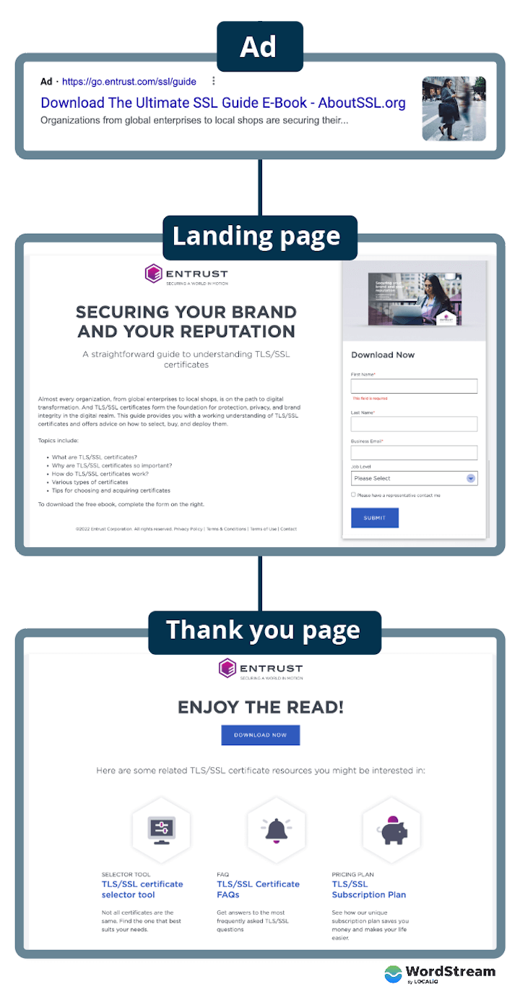 Ad
Ad · https://go.entrust.com/ssl/guide
Download The Ultimate SSL Guide E-Book - AboutSSL.org
Organizations from global enterprises to local shops are securing their...
Landing page
ENTRUST
SECURING A WORLD IN MOTION
SECURING YOUR BRAND
AND YOUR REPUTATION
A straightforward guide to understanding TLS/SSL
certificates
Almost every organization, from global enterprises to local shops, is on the path to digital
transformation. And TLS/SSL certificates form the foundation for protection, privacy, and brand
integrity in the digital realm. This guide provides you with a working understanding of TLS/SSL
certificates and offers advice on how to select, buy, and deploy them.
Topics include:
• What are TLS/SSL certificates?
• Why are TLS/SSL certificates so important?
• How do TLS/SSL certificates work?
• Various types of certificates
• Tips for choosing and acquiring certificates
To download the free ebook, complete the form on the right.
©2022 Entrust Corporation. All rights reserved. Privacy Policy | Terms & Conditions | Terms of Use | Contact
Securing your
brand and your
reputation
ENTRUST
Download Now
First Name*
This field is required
Last Name*
Business Email*
Job Level
Please Select
Please have a representative contact me.
SUBMIT
Thank you page
ENTRUST
SECURING A WORLD IN MOTION
ENJOY THE READ!
DOWNLOAD NOW
Here are some related TLS/SSL certificate resources you might be interested in:
SELECTOR TOOL
TLS/SSL certificate
selector tool
Not all certificates are the
same. Find the one that best
suits your needs.
FAQ
TLS/SSL Certificate
FAQs
Get answers to the most
frequently asked TLS/SSL
questions
PRICING PLAN
TLS/SSL
Subscription Plan
See how our unique
subscription plan saves you
money and makes your life
easier.
WordStream
By LOCALiQ